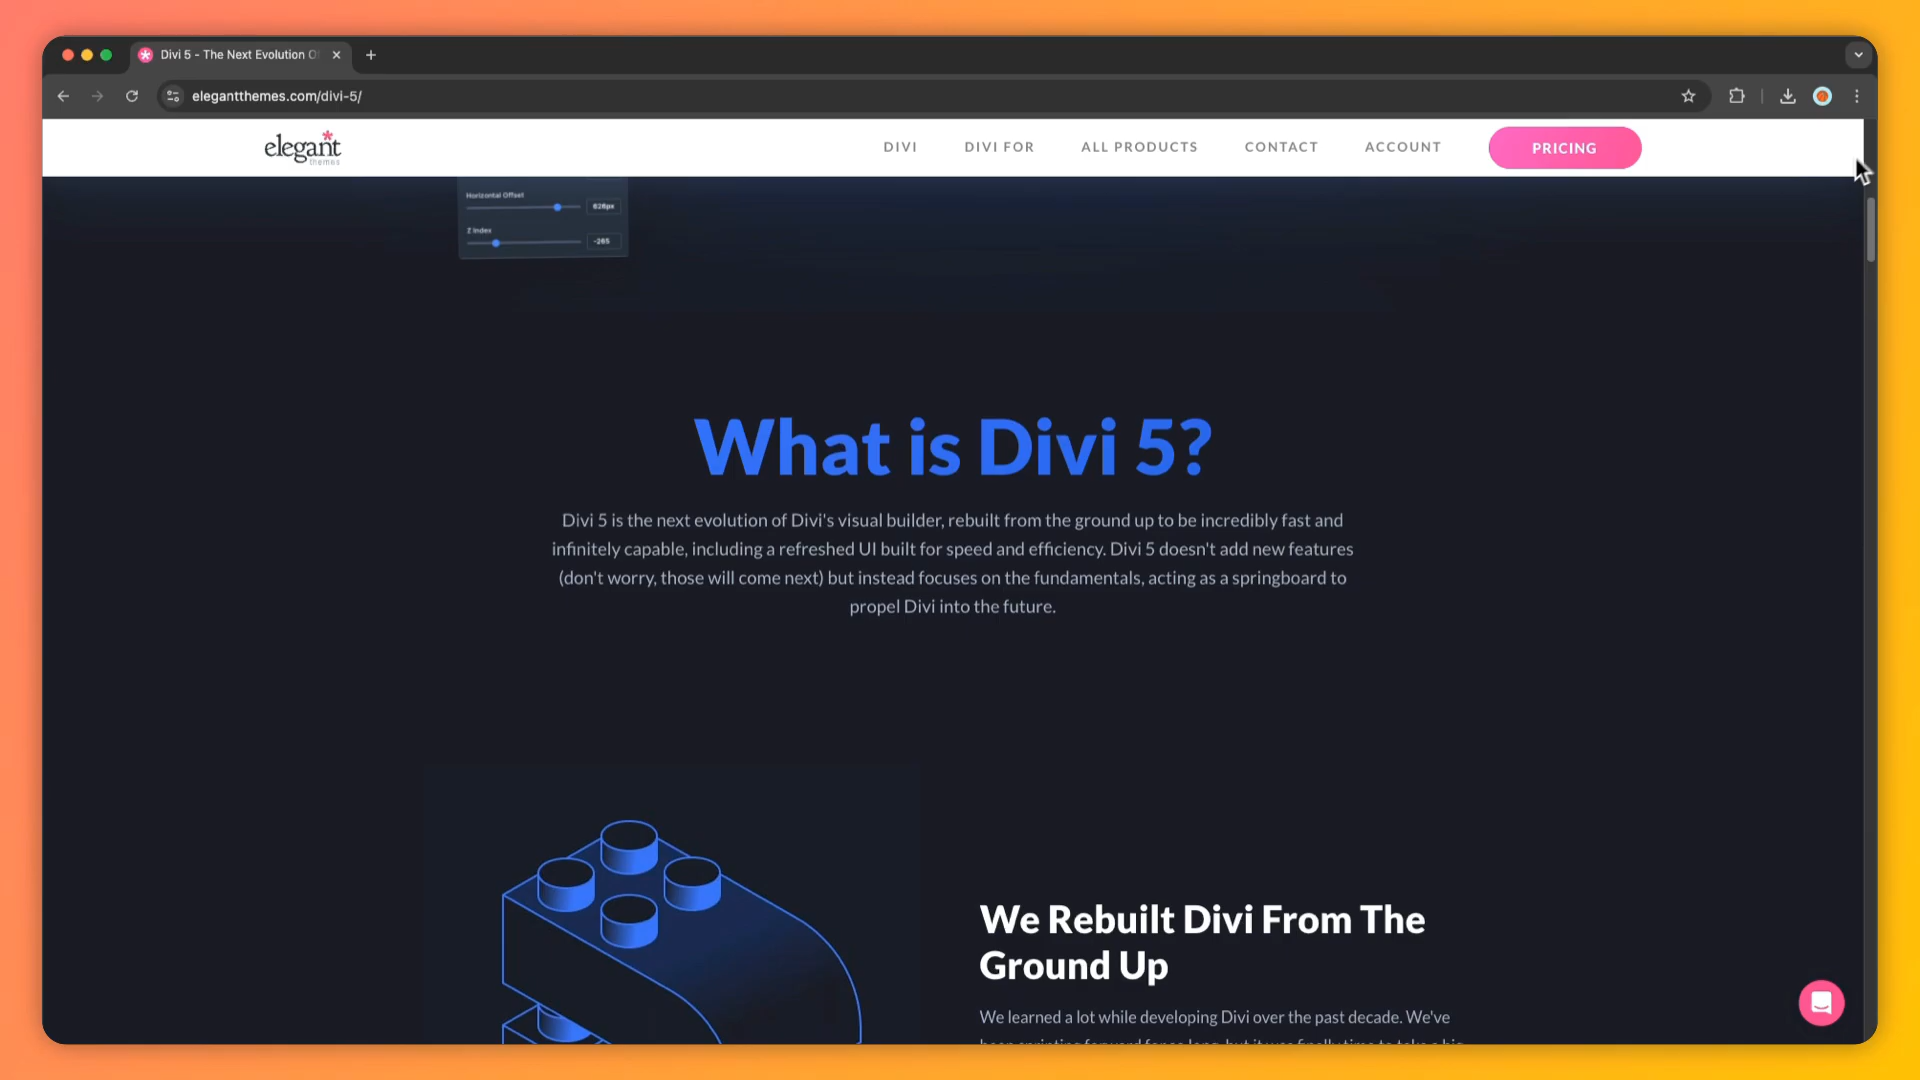 Divi 5 - The Next Evolution O
elegantthemes.com/divi-5/
elegant
themes
DIVI
DIVI FOR
ALL PRODUCTS
CONTACT
ACCOUNT
PRICING
Horizontal Offset
626px
Z Index
-265
What is Divi 5?
Divi 5 is the next evolution of Divi's visual builder, rebuilt from the ground up to be incredibly fast and
infinitely capable, including a refreshed UI built for speed and efficiency. Divi 5 doesn't add new features
(don't worry, those will come next) but instead focuses on the fundamentals, acting as a springboard to
propel Divi into the future.
We Rebuilt Divi From The
Ground Up
We learned a lot while developing Divi over the past decade. We've